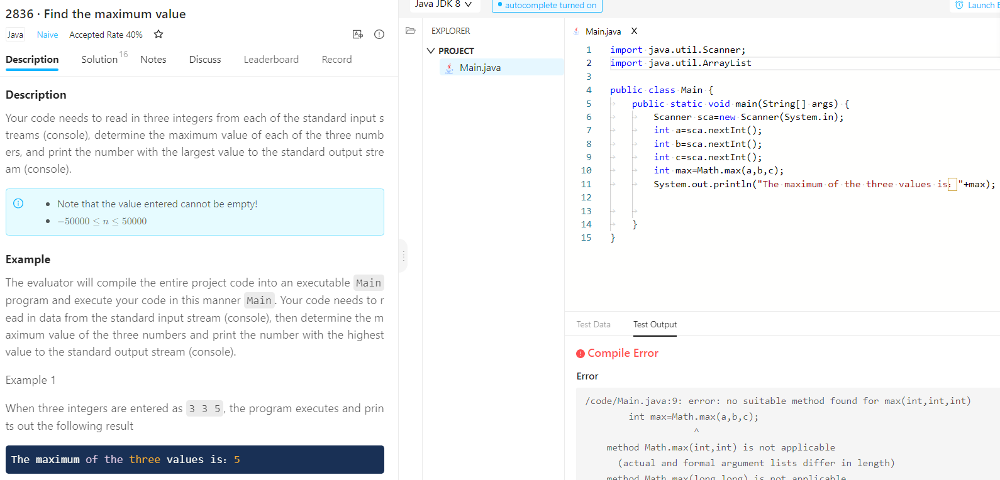 2836 · Find the maximum value
Java Naive Accepted Rate 40%
Description Solution 16 Notes Discuss Leaderboard Record
Description
Your code needs to read in three integers from each of the standard input s
treams (console), determine the maximum value of each of the three numb
ers, and print the number with the largest value to the standard output stre
am (console).
Note that the value entered cannot be empty!
−50000 ≤ n ≤ 50000
Example
The evaluator will compile the entire project code into an executable Main
program and execute your code in this manner Main. Your code needs to r
ead in data from the standard input stream (console), then determine the m
aximum value of the three numbers and print the number with the highest
value to the standard output stream (console).
Example 1
When three integers are entered as 3 3 5, the program executes and prin
ts out the following result
The maximum of the three values is: 5
Java JDK 8
autocomplete turned on
Launch
EXPLORER
PROJECT
Main.java
Main.java X
1 import java.util.Scanner;
2 import java.util.ArrayList
3
4 public class Main {
5 public static void main(String[] args) {
6 Scanner sca=new Scanner(System.in);
7 int a=sca.nextInt();
8 int b=sca.nextInt();
9 int c=sca.nextInt();
10 int max=Math.max(a,b,c);
11 System.out.println("The maximum of the three values is："+max);
12
13
14 }
15 }
Test Data Test Output
Compile Error
Error
/code/Main.java:9: error: no suitable method found for max(int,int,int)
int max=Math.max(a,b,c);
^
method Math.max(int,int) is not applicable
(actual and formal argument lists differ in length)
method Math.max(long,long) is not applicable